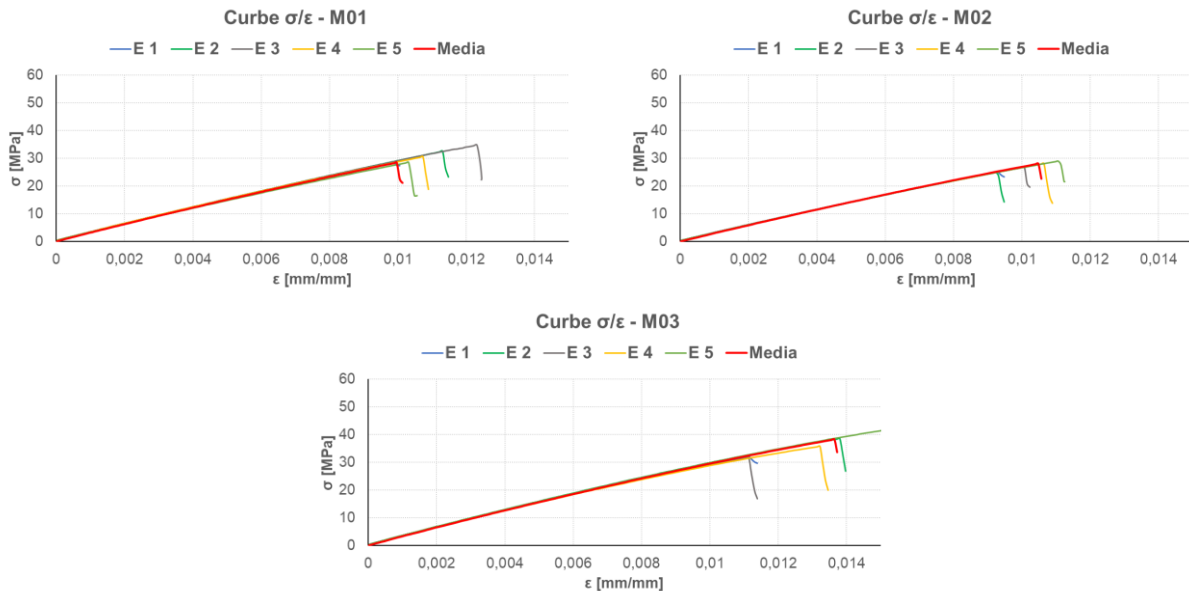 Curbe σ/ε - M01
E 1 E 2 E 3 E 4 E 5 Media
60
50
40
30
20
10
0
σ [MPa]
0 0,002 0,004 0,006 0,008 0,01 0,012 0,014
ε [mm/mm]
Curbe σ/ε - M02
E 1 E 2 E 3 E 4 E 5 Media
60
50
40
30
20
10
0
σ [MPa]
0 0,002 0,004 0,006 0,008 0,01 0,012 0,014
ε [mm/mm]
Curbe σ/ε - M03
E 1 E 2 E 3 E 4 E 5 Media
60
50
40
30
20
10
0
σ [MPa]
0 0,002 0,004 0,006 0,008 0,01 0,012 0,014
ε [mm/mm]